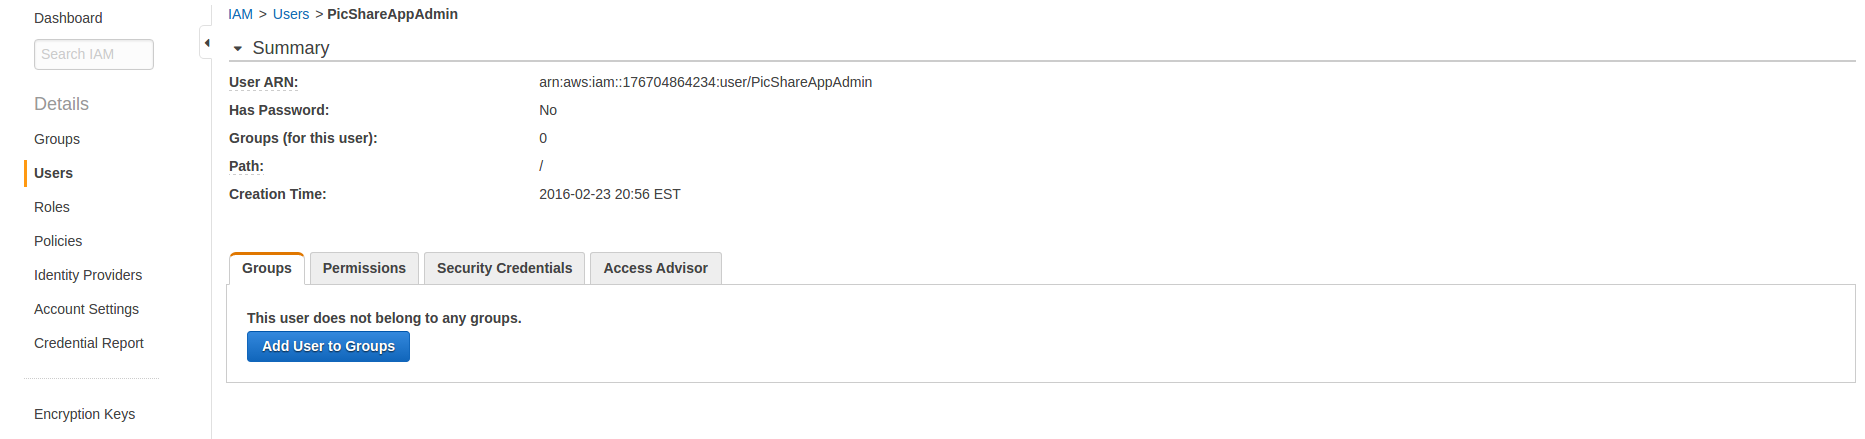 Dashboard
Search IAM
Details
Groups
Users
Roles
Policies
Identity Providers
Account Settings
Credential Report
Encryption Keys
IAM > Users > PicShareAppAdmin
Summary
User ARN: arn:aws:iam::176704864234:user/PicShareAppAdmin
Has Password: No
Groups (for this user): 0
Path: /
Creation Time: 2016-02-23 20:56 EST
Groups Permissions Security Credentials Access Advisor
This user does not belong to any groups.
Add User to Groups